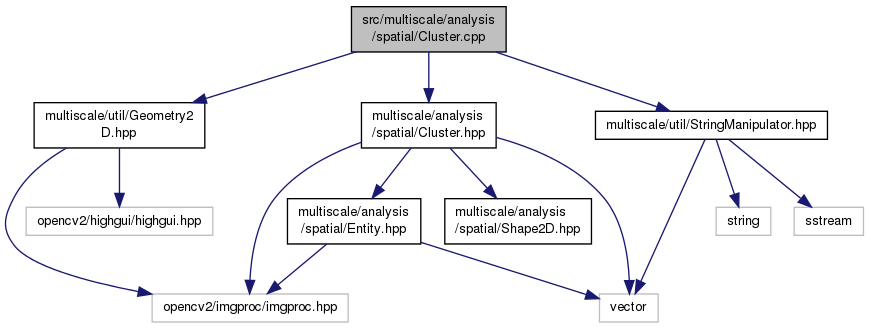 src/multiscale/analysis
/spatial/Cluster.cpp
multiscale/util/Geometry2
D.hpp
multiscale/analysis
/spatial/Cluster.hpp
multiscale/util/StringManipulator.hpp
opencv2/highgui/highgui.hpp
multiscale/analysis
/spatial/Entity.hpp
multiscale/analysis
/spatial/Shape2D.hpp
string
sstream
opencv2/imgproc/imgproc.hpp
vector